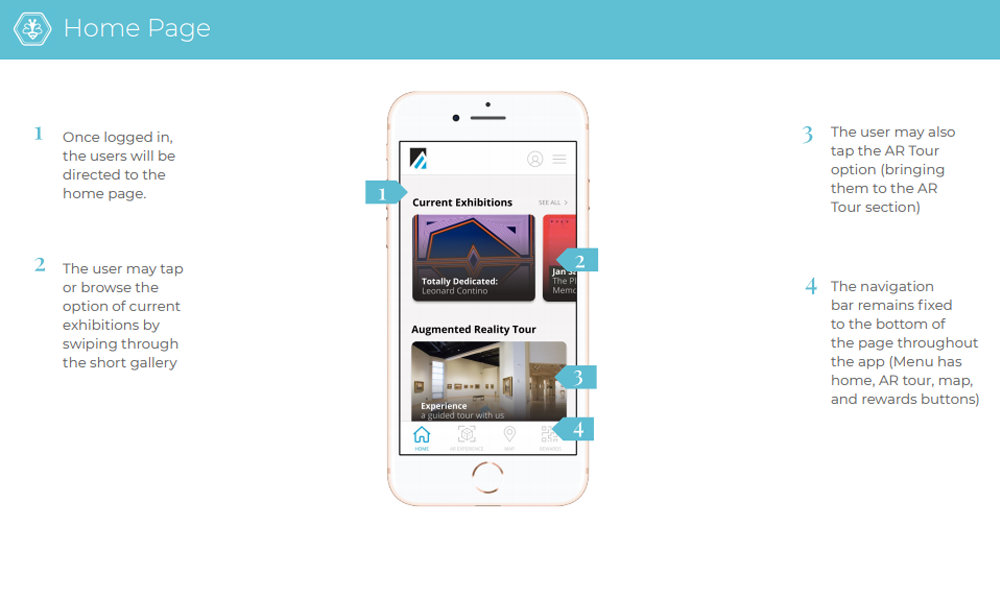 Home Page
1
Once logged in,
the users will be
directed to the
home page.
2
The user may tap
or browse the
option of current
exhibitions by
swiping through
the short gallery
1
Current Exhibitions
SEE ALL >
Totally Dedicated:
Leonard Contino
2
Jan
The
Memo
Augmented Reality Tour
3
Experience
a guided tour with us
4
HOME
AR EXPERIENCE
MAP
REWARDS
3
The user may also
tap the AR Tour
option (bringing
them to the AR
Tour section)
4
The navigation
bar remains fixed
to the bottom of
the page throughout
the app (Menu has
home, AR tour, map,
and rewards buttons)